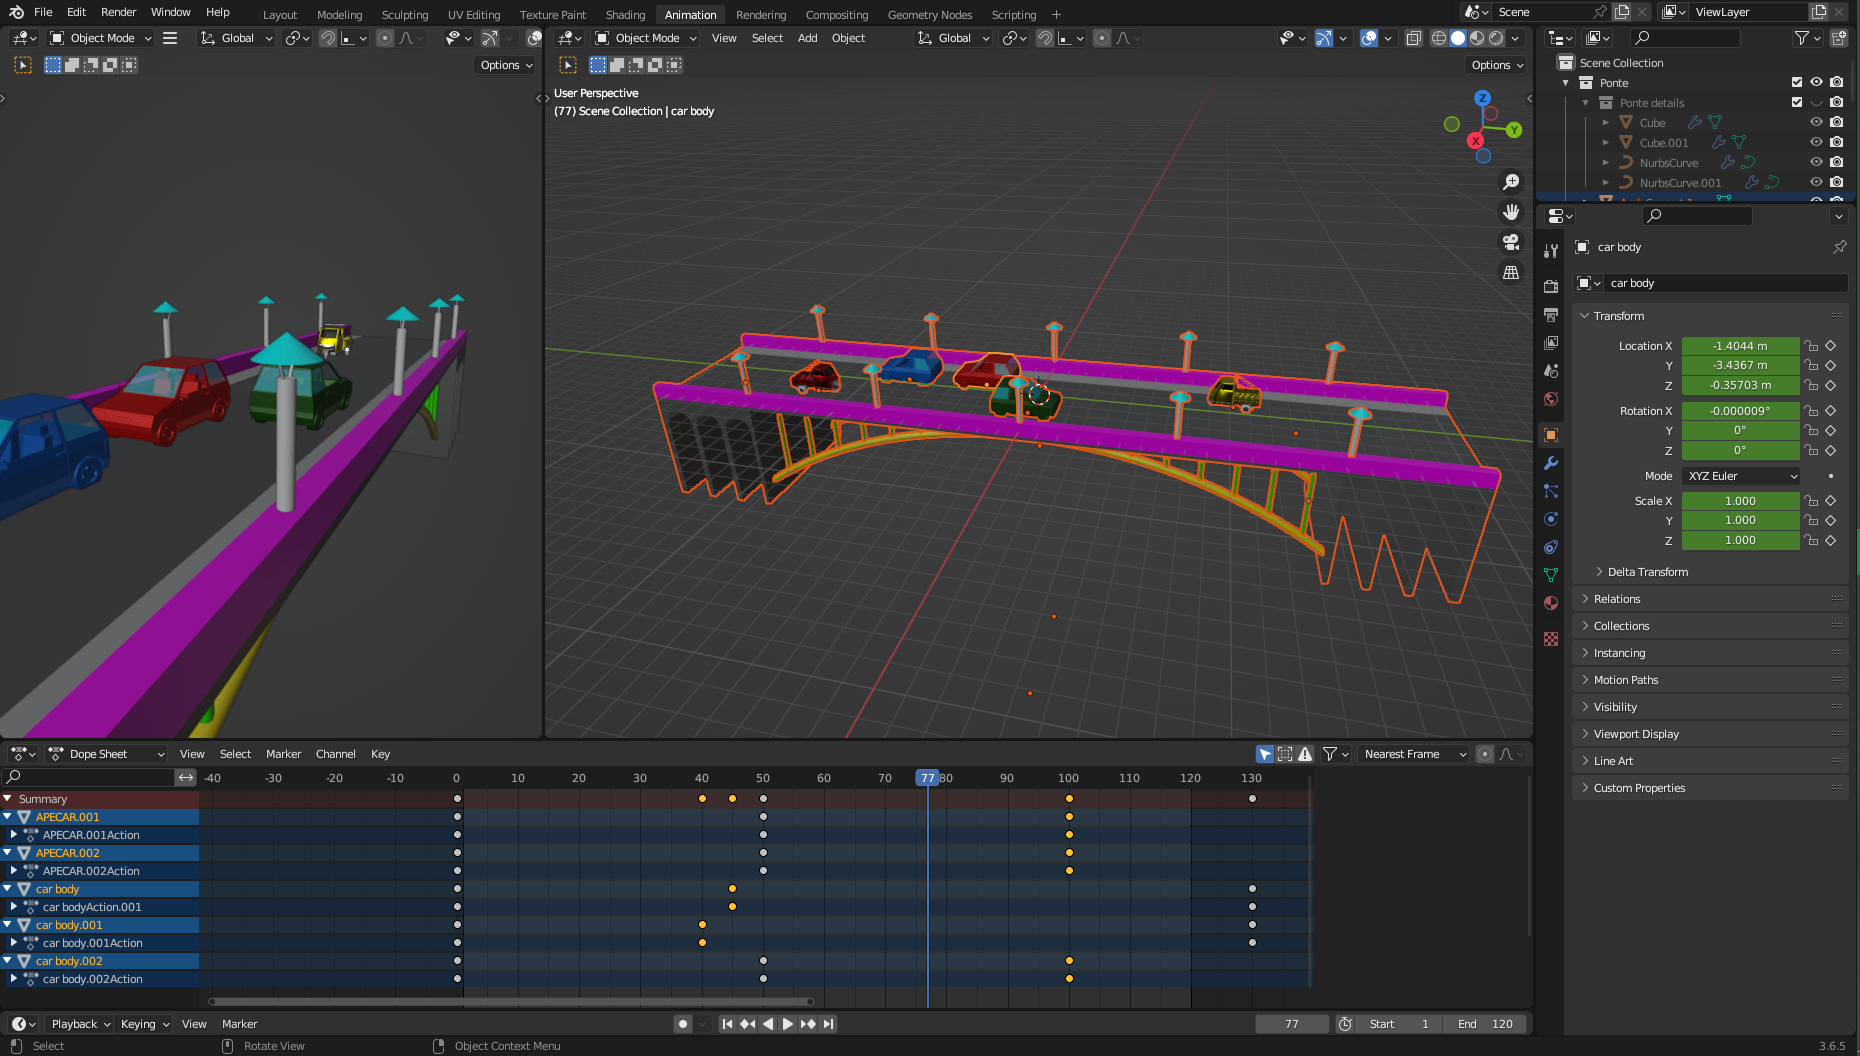 File Edit Render Window Help
Layout Modeling Sculpting UV Editing Texture Paint Shading Animation Rendering Compositing Geometry Nodes Scripting +
Scene
ViewLayer
Object Mode
Global
Object Mode
View Select Add Object
Global
Options
Options
User Perspective
(77) Scene Collection | car body
Z
Y
X
Scene Collection
Ponte
Ponte details
Cube
Cube.001
NurbsCurve
NurbsCurve.001
car body
car body
Transform
Location X -1.4044 m
Y -3.4367 m
Z -0.35703 m
Rotation X -0.000009°
Y 0°
Z 0°
Mode XYZ Euler
Scale X 1.000
Y 1.000
Z 1.000
Delta Transform
Relations
Collections
Instancing
Motion Paths
Visibility
Viewport Display
Line Art
Custom Properties
Dope Sheet View Select Marker Channel Key
Nearest Frame
-40 -30 -20 -10 0 10 20 30 40 50 60 70 77 80 90 100 110 120 130
Summary
APECAR.001
APECAR.001Action
APECAR.002
APECAR.002Action
car body
car bodyAction.001
car body.001
car body.001Action
car body.002
car body.002Action
Playback Keying View Marker
77 Start 1 End 120
Select Rotate View Object Context Menu 3.6.5